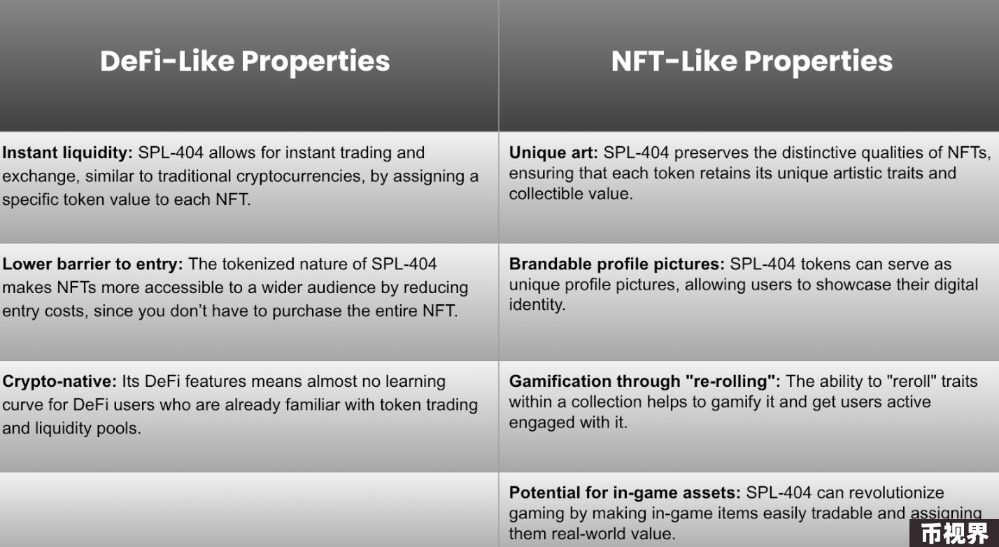 DeFi-Like Properties
NFT-Like Properties
Instant liquidity: SPL-404 allows for instant trading and
exchange, similar to traditional cryptocurrencies, by assigning a
specific token value to each NFT.
Unique art: SPL-404 preserves the distinctive qualities of NFTs,
ensuring that each token retains its unique artistic traits and
collectible value.
Lower barrier to entry: The tokenized nature of SPL-404
makes NFTs more accessible to a wider audience by reducing
entry costs, since you don’t have to purchase the entire NFT.
Brandable profile pictures: SPL-404 tokens can serve as
unique profile pictures, allowing users to showcase their digital
identity.
Crypto-native: Its DeFi features means almost no learning
curve for DeFi users who are already familiar with token trading
and liquidity pools.
Gamification through "re-rolling": The ability to "reroll" traits
within a collection helps to gamify it and get users active
engaged with it.
Potential for in-game assets: SPL-404 can revolutionize
gaming by making in-game items easily tradable and assigning
them real-world value.
币视界